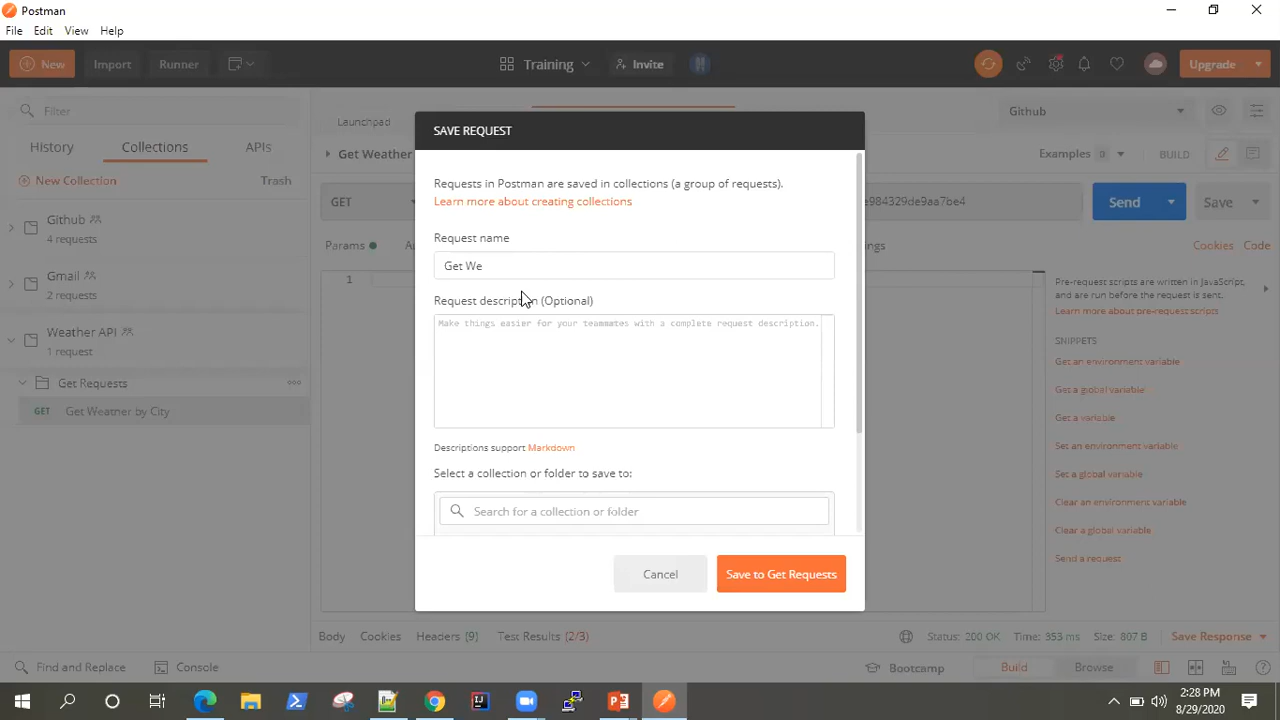 Postman
File Edit View Help
New Import Runner Training Invite Upgrade
Filter
Launchpad
Github
History Collections APIs
New Collection Trash
Get Weather
Examples 9 BUILD
GET
e984329de9aa7be4
Send Save
Params
Cookies Code
1
Github
4 requests
Gmail
2 requests
Weather API
1 request
Get Requests
GET Get Weather by City
SAVE REQUEST
Requests in Postman are saved in collections (a group of requests).
Learn more about creating collections
Request name
Get We
Request description (Optional)
Make things easier for your teammates with a complete request description.
Descriptions support Markdown
Select a collection or folder to save to:
Search for a collection or folder
Cancel Save to Get Requests
Pre-request scripts are written in JavaScript,
and are run before the request is sent.
Learn more about pre-request scripts
SNIPPETS
Get an environment variable
Get a global variable
Get a variable
Set an environment variable
Set a global variable
Clear an environment variable
Clear a global variable
Send a request
Body Cookies Headers (9) Test Results (2/3) Status: 200 OK Time: 353 ms Size: 807 B Save Response
Find and Replace Console Bootcamp Build Browse
2:28 PM
8/29/2020